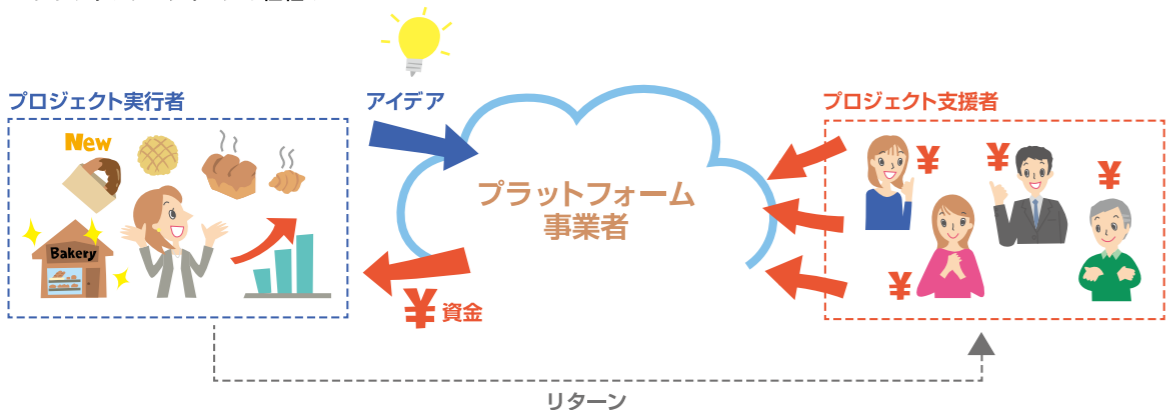 プロジェクト実行者
アイデア
プロジェクト支援者
New
Bakery
プラットフォーム
事業者
¥
¥
¥
¥
¥ 資金
リターン